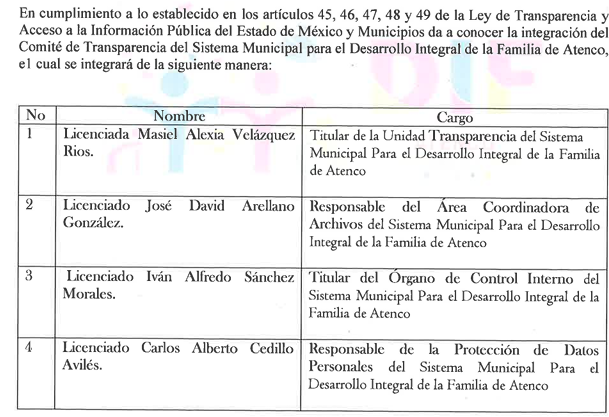 En cumplimiento a lo establecido en los artículos 45, 46, 47, 48 y 49 de la Ley de Transparencia y
Acceso a la Información Pública del Estado de México y Municipios da a conocer la integración del
Comité de Transparencia del Sistema Municipal para el Desarrollo Integral de la Familia de Atenco,
el cual se integrará de la siguiente manera:
No Nombre Cargo
1 Licenciada Masiel Alexia Velázquez Titular de la Unidad Transparencia del Sistema
Rios. Municipal Para el Desarrollo Integral de la Familia
de Atenco
2 Licenciado José David Arellano Responsable del Área Coordinadora de
González. Archivos del Sistema Municipal Para el Desarrollo
Integral de la Familia de Atenco
3 Licenciado Iván Alfredo Sánchez Titular del Órgano de Control Interno del
Morales. Sistema Municipal Para el Desarrollo Integral de la
Familia de Atenco
4 Licenciado Carlos Alberto Cedillo Responsable de la Protección de Datos
Avilés. Personales del Sistema Municipal Para el
Desarrollo Integral de la Familia de Atenco